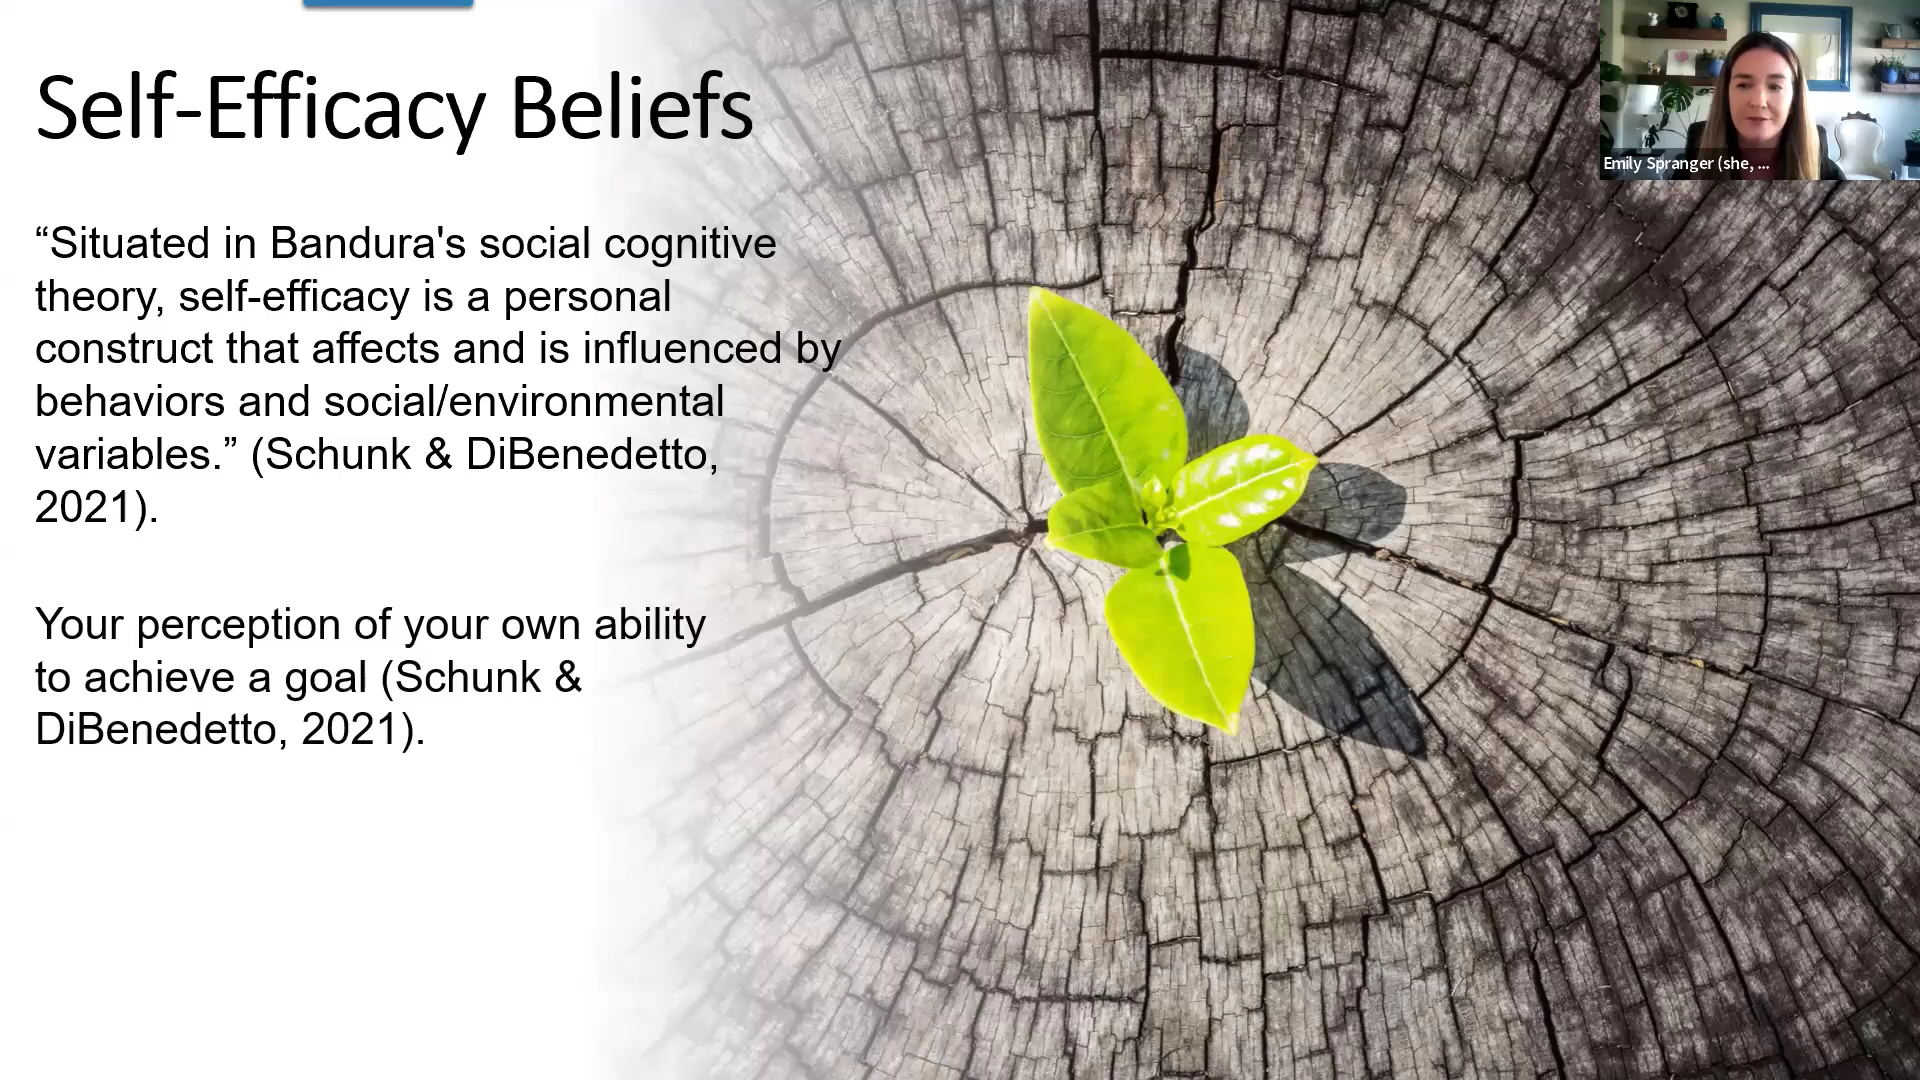 Self-Efficacy Beliefs
“Situated in Bandura's social cognitive
theory, self-efficacy is a personal
construct that affects and is influenced by
behaviors and social/environmental
variables.” (Schunk & DiBenedetto,
2021).
Your perception of your own ability
to achieve a goal (Schunk &
DiBenedetto, 2021).
Emily Spranger (she, ...